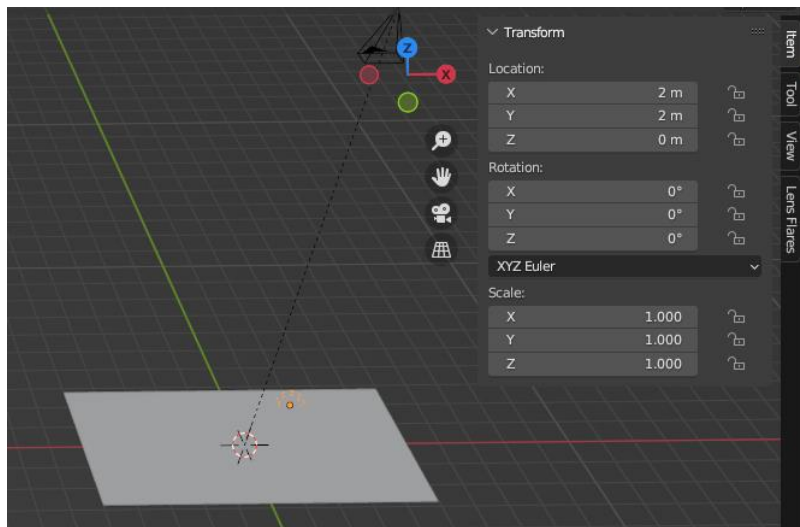 Z
X
Transform
Location:
X 2 m
Y 2 m
Z 0 m
Rotation:
X 0°
Y 0°
Z 0°
XYZ Euler
Scale:
X 1.000
Y 1.000
Z 1.000
Item
Tool
View
Lens Flares